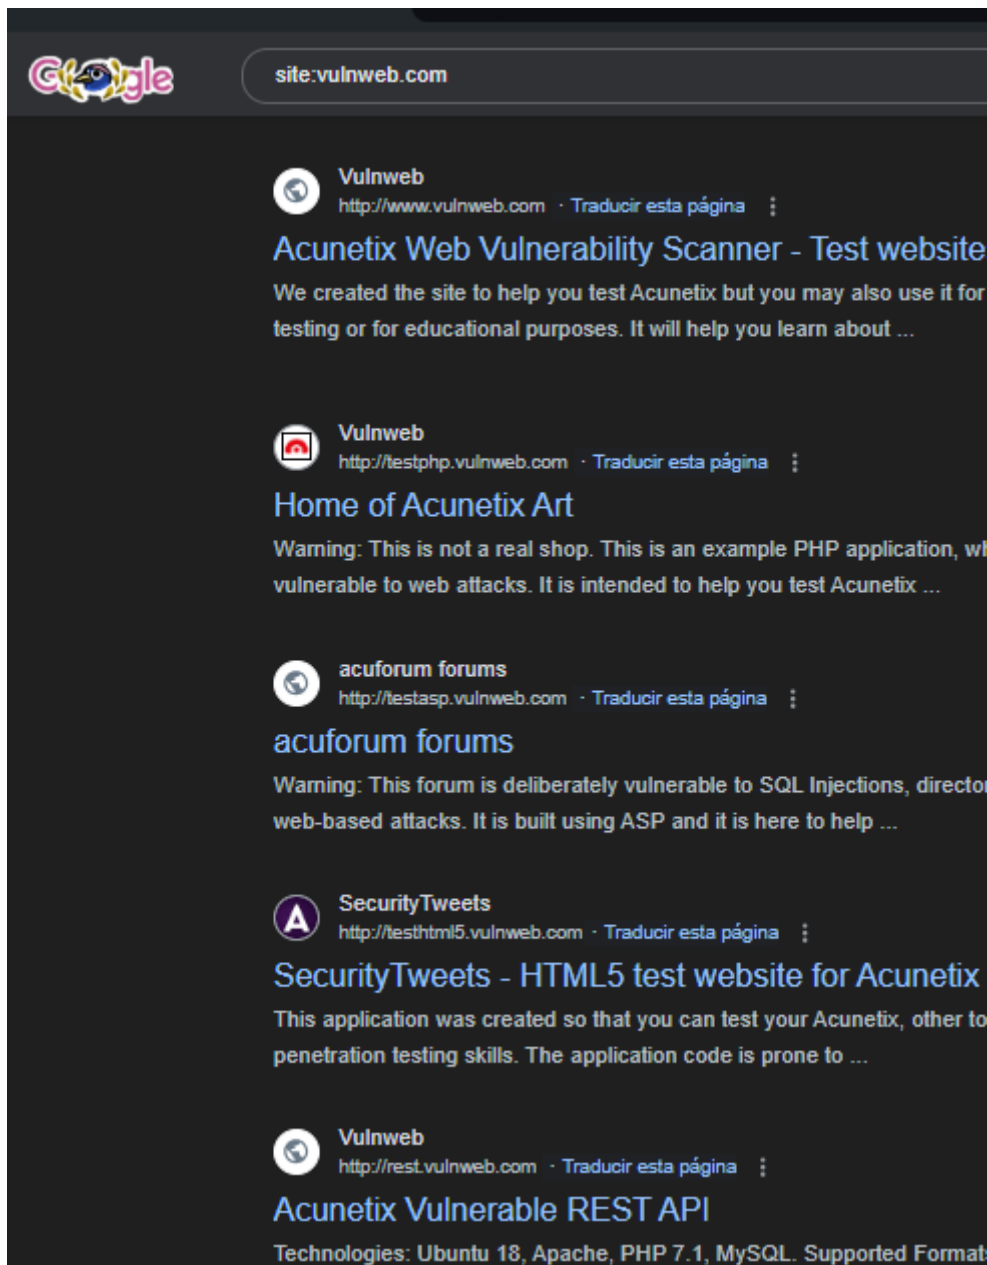 Google
site:vulnweb.com
Vulnweb
http://www.vulnweb.com · Traducir esta página
Acunetix Web Vulnerability Scanner - Test website
We created the site to help you test Acunetix but you may also use it for
testing or for educational purposes. It will help you learn about ...
Vulnweb
http://testphp.vulnweb.com · Traducir esta página
Home of Acunetix Art
Warning: This is not a real shop. This is an example PHP application,
vulnerable to web attacks. It is intended to help you test Acunetix ...
acuforum forums
http://testasp.vulnweb.com · Traducir esta página
acuforum forums
Warning: This forum is deliberately vulnerable to SQL Injections,
web-based attacks. It is built using ASP and it is here to help ...
SecurityTweets
http://testhtml5.vulnweb.com · Traducir esta página
SecurityTweets - HTML5 test website for Acunetix
This application was created so that you can test your Acunetix, other
penetration testing skills. The application code is prone to ...
Vulnweb
http://rest.vulnweb.com · Traducir esta página
Acunetix Vulnerable REST API
Technologies: Ubuntu 18, Apache, PHP 7.1, MySQL. Supported